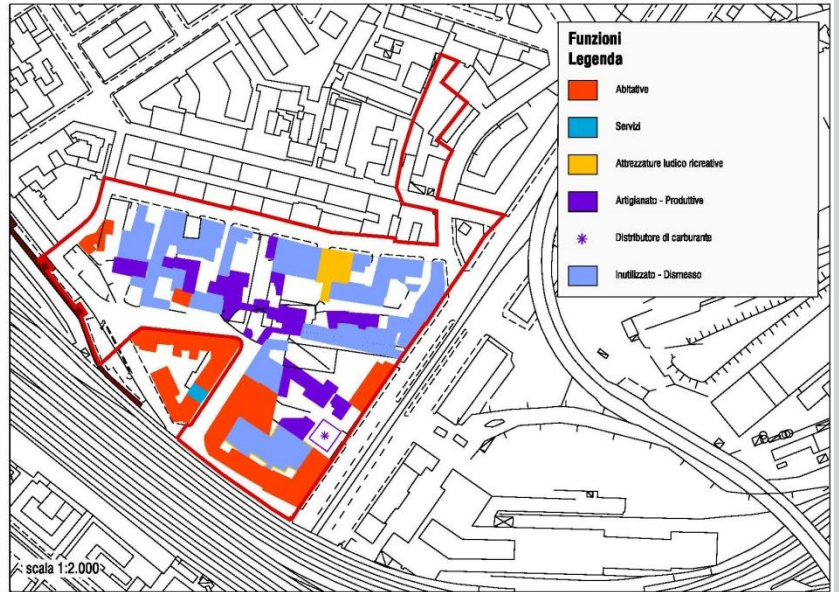 Funzioni
Legenda
Abitative
Servizi
Attrezzature ludico ricreative
Artigianato - Produttive
Distributore di carburante
Inutilizzato - Dismesso
scala 1:2.000